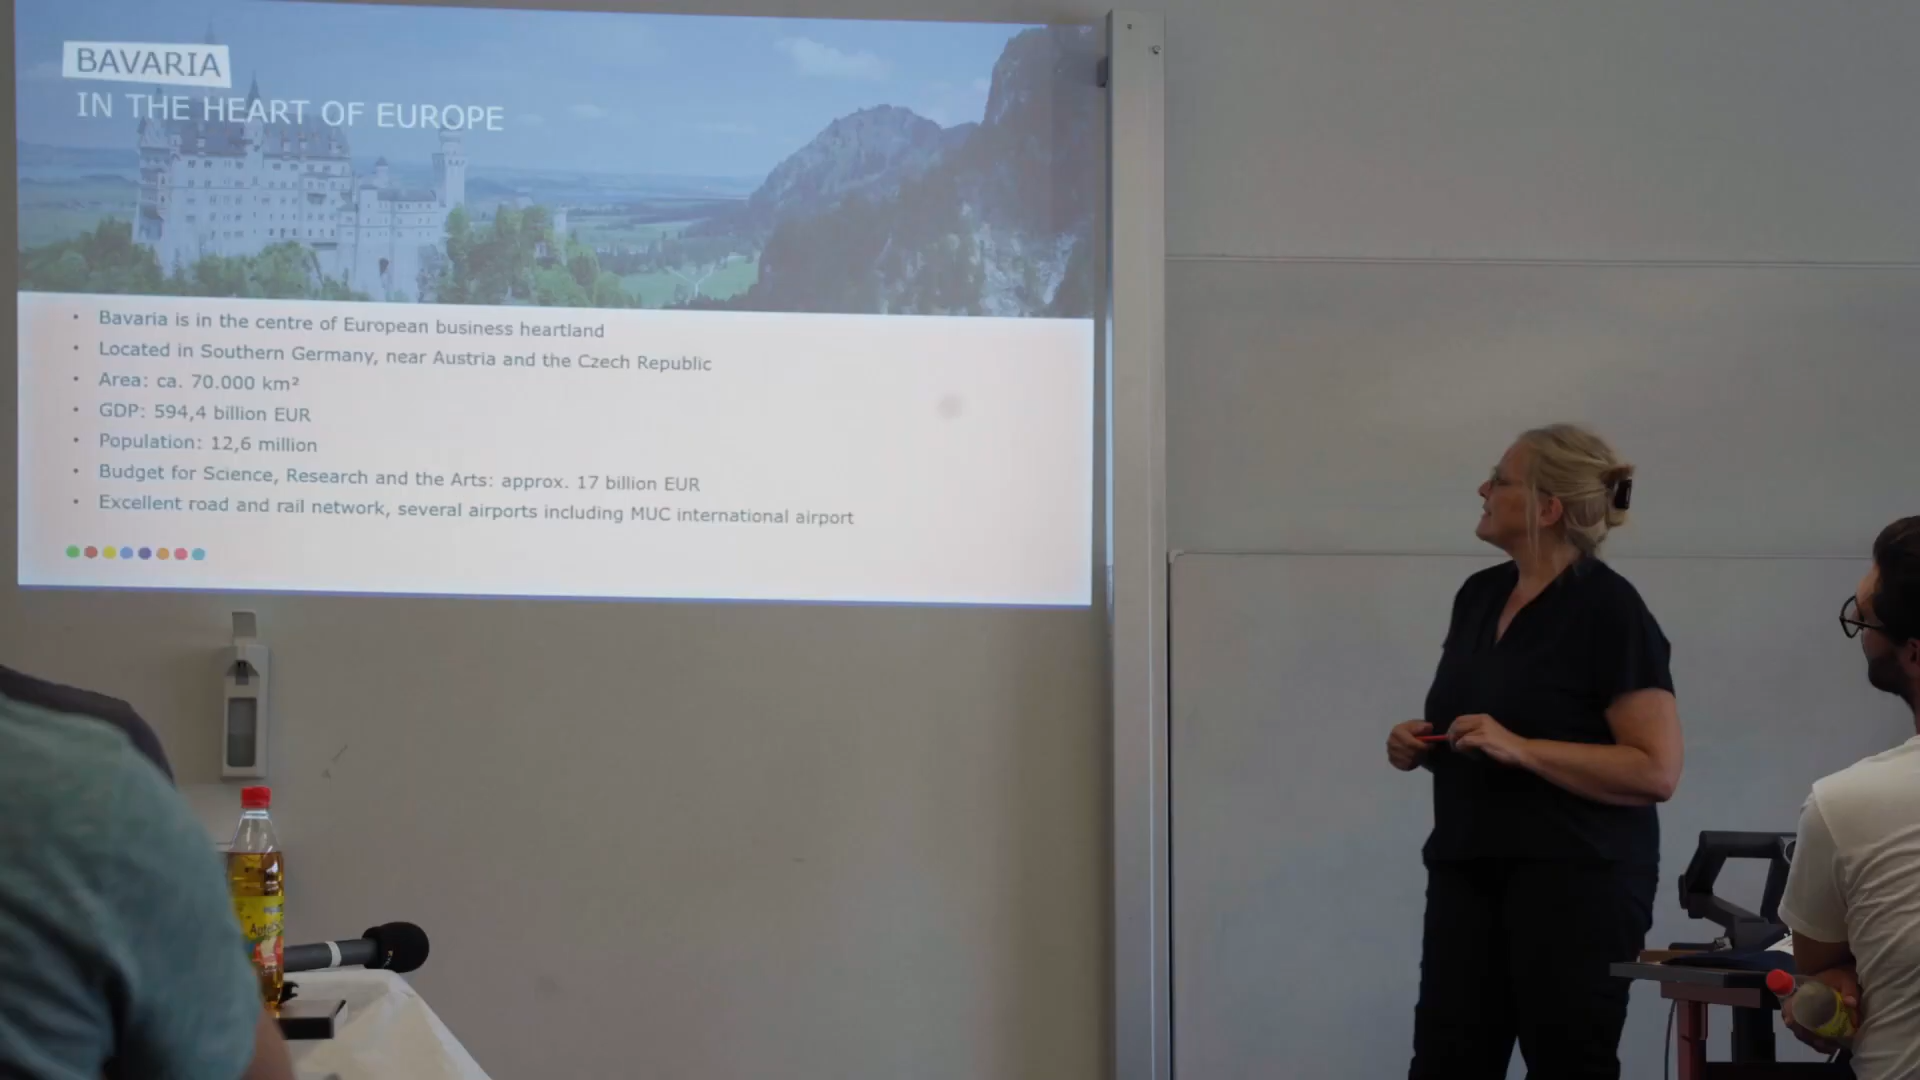 BAVARIA
IN THE HEART OF EUROPE
• Bavaria is in the centre of European business heartland
• Located in Southern Germany, near Austria and the Czech Republic
• Area: ca. 70.000 km²
• GDP: 594,4 billion EUR
• Population: 12,6 million
• Budget for Science, Research and the Arts: approx. 17 billion EUR
• Excellent road and rail network, several airports including MUC international airport